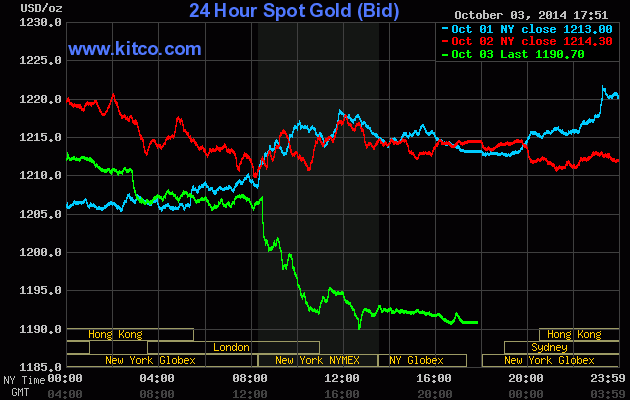 24 Hour Spot Gold (Bid)
USD/oz
October 03, 2014 17:51
www.kitco.com
Oct 01 NY close 1213.00
Oct 02 NY close 1214.30
Oct 03 Last 1190.70
1230.0
1225.0
1220.0
1215.0
1210.0
1205.0
1200.0
1195.0
1190.0
1185.0
Hong Kong Hong Kong
London Sydney
New York Globex New York NYMEX NY Globex New York Globex
NY Time 00:00 04:00 08:00 12:00 16:00 20:00 23:59
GMT 04:00 08:00 12:00 16:00 20:00 00:00 03:59